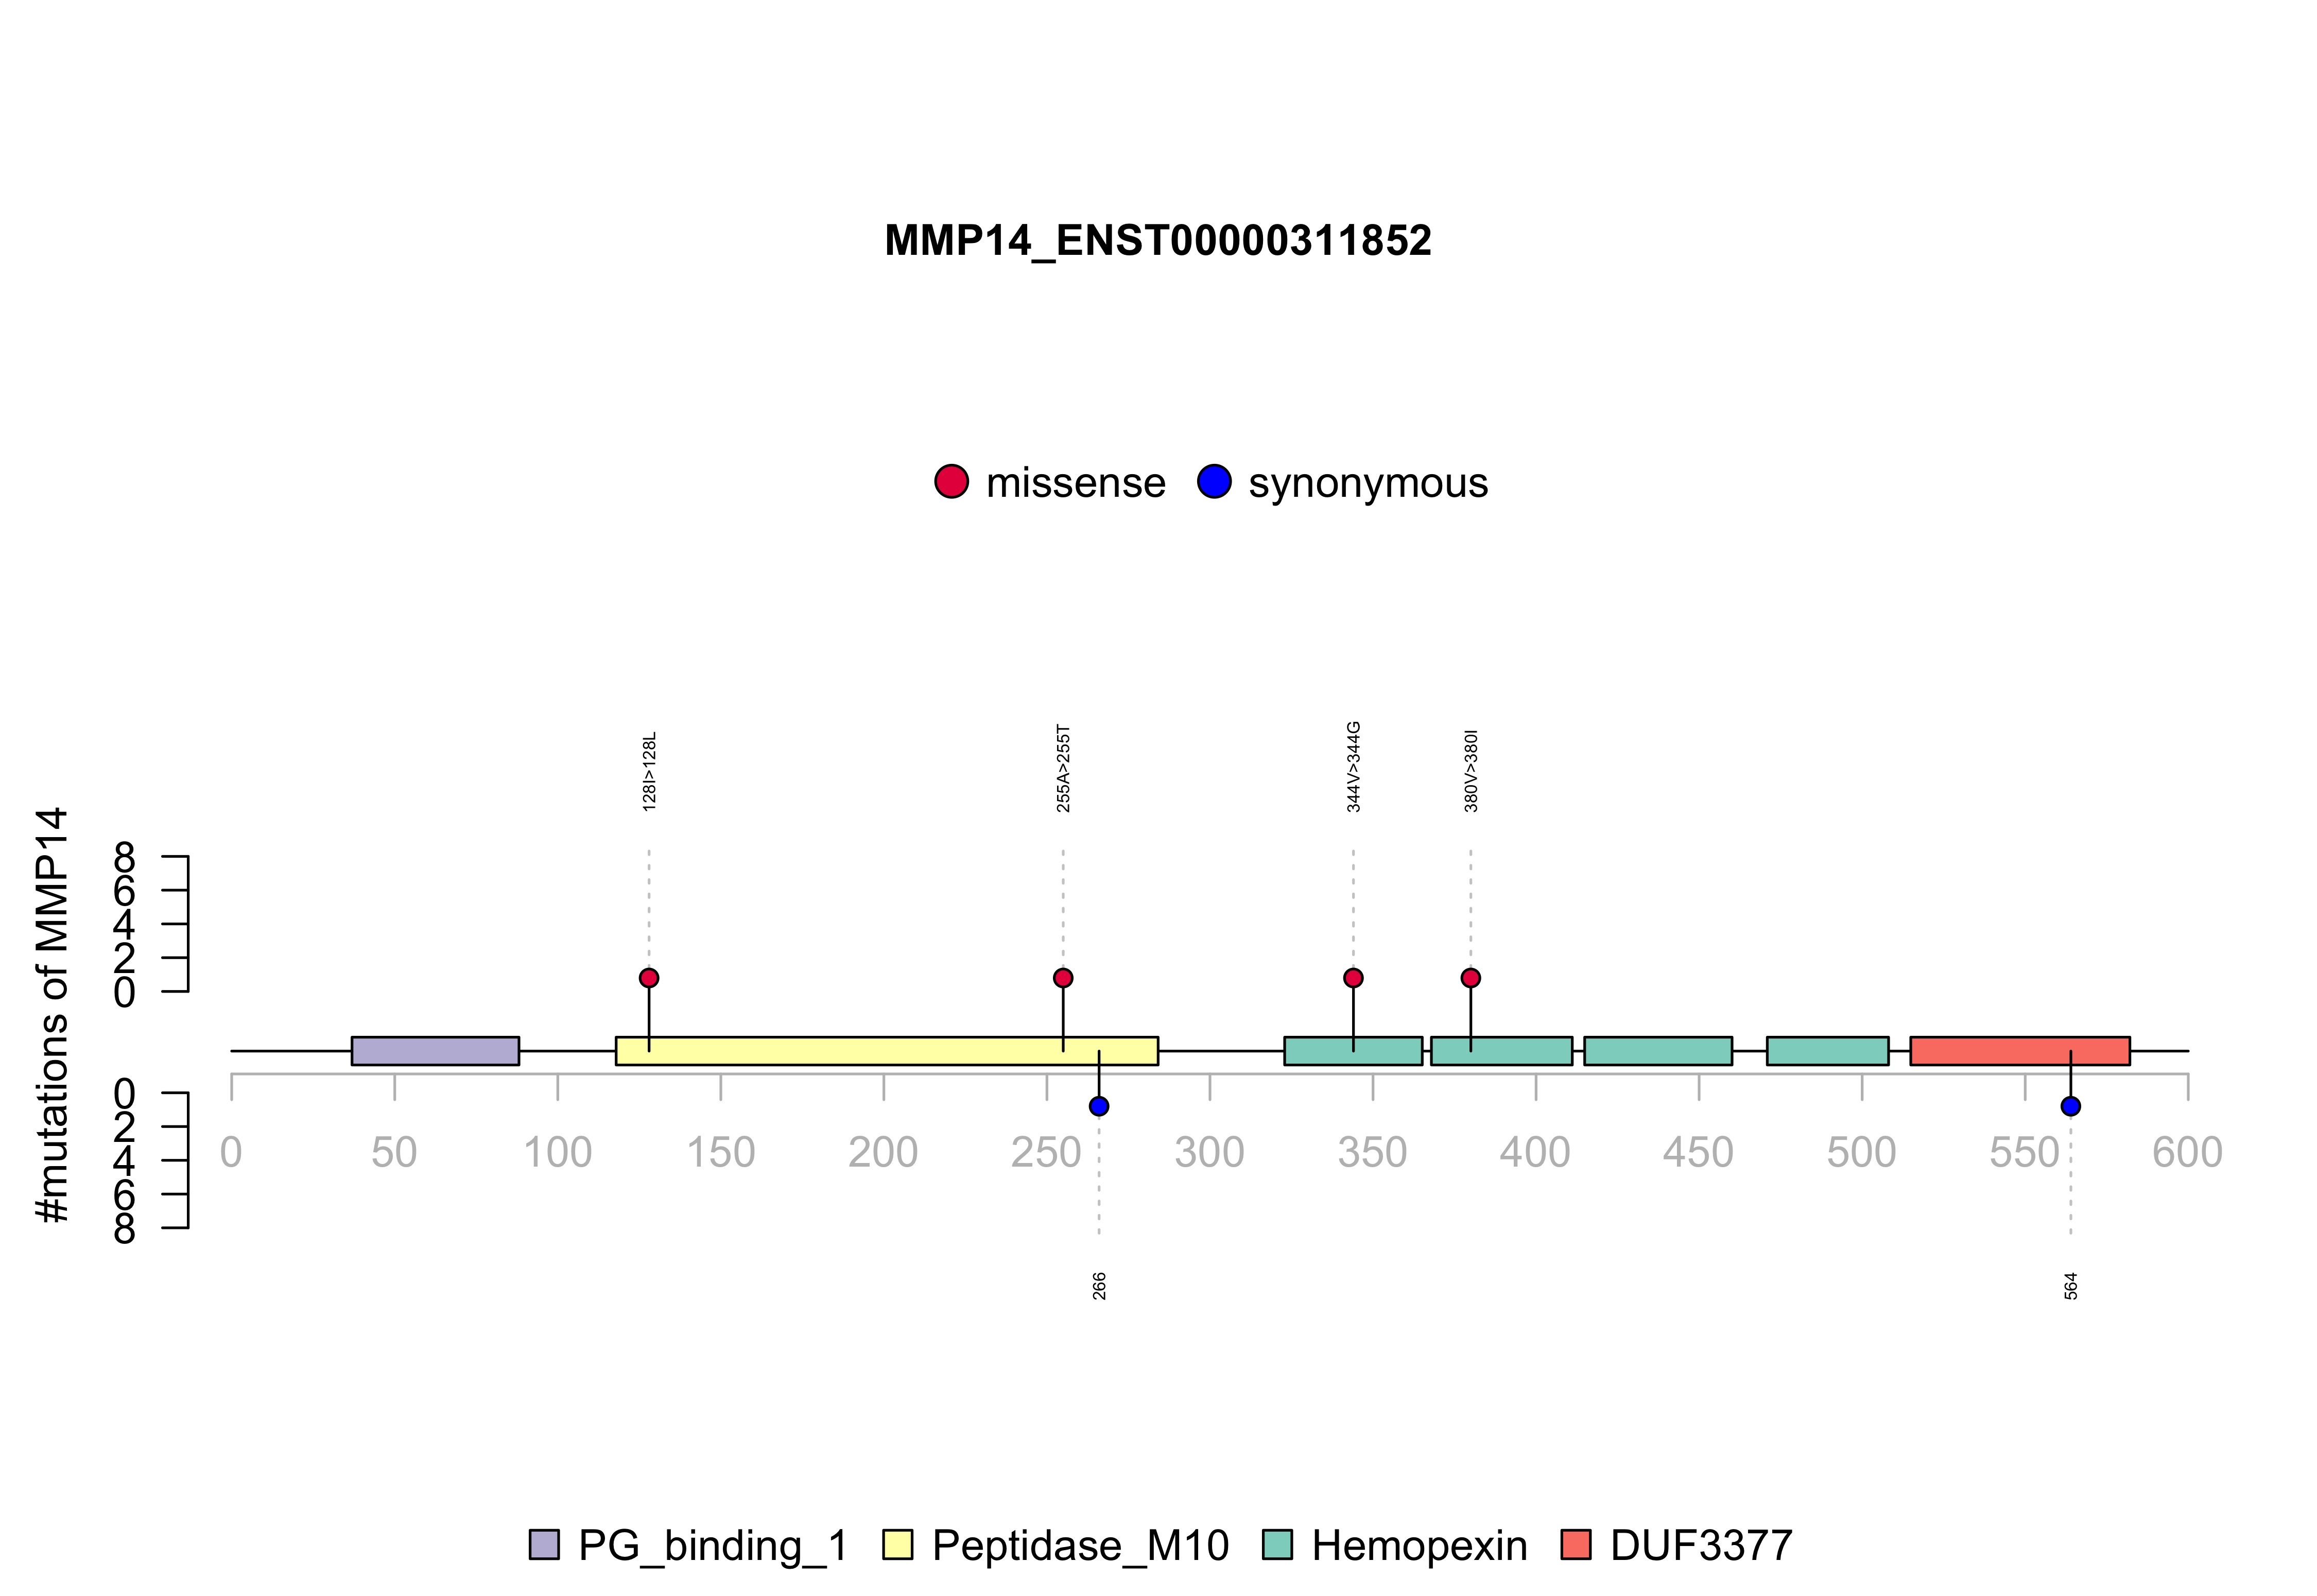 MMP14_ENST00000311852
missense synonymous
128I>128L 255A>255T 344V>344G 380V>380I
#mutations of MMP14
8
6
4
2
0
0
2
4
6
8
0 50 100 150 200 250 300 350 400 450 500 550 600
266 564
PG_binding_1 Peptidase_M10 Hemopexin DUF3377